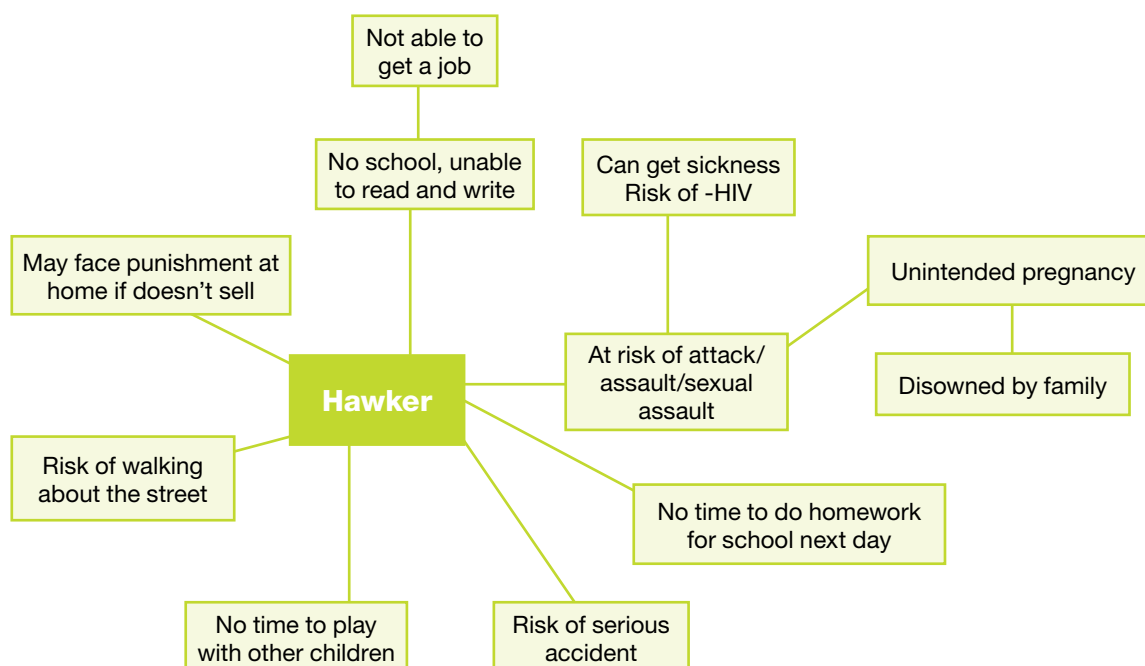 Not able to
get a job
No school, unable
to read and write
Can get sickness
Risk of -HIV
May face punishment at
home if doesn't sell
Unintended pregnancy
Hawker
At risk of attack/
assault/sexual
assault
Disowned by family
Risk of walking
about the street
No time to do homework
for school next day
No time to play
with other children
Risk of serious
accident